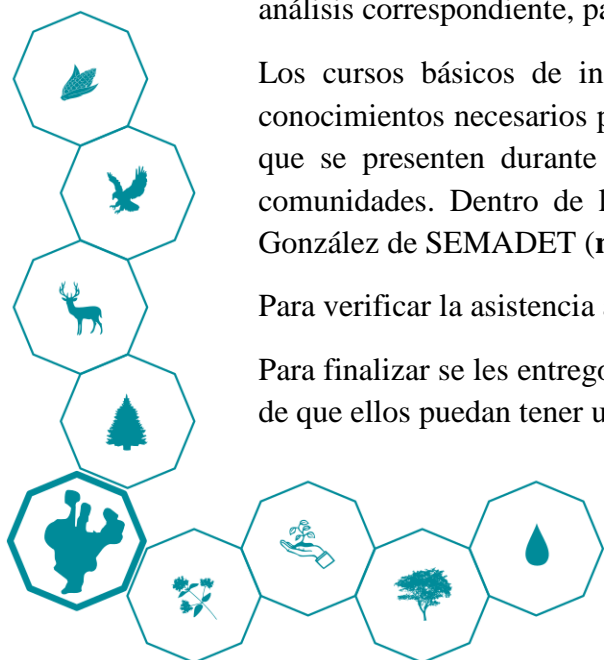 análisis correspondiente, pa
Los cursos básicos de in
conocimientos necesarios p
que se presenten durante
comunidades. Dentro de l
González de SEMADET (
Para verificar la asistencia
Para finalizar se les entrego
de que ellos puedan tener u